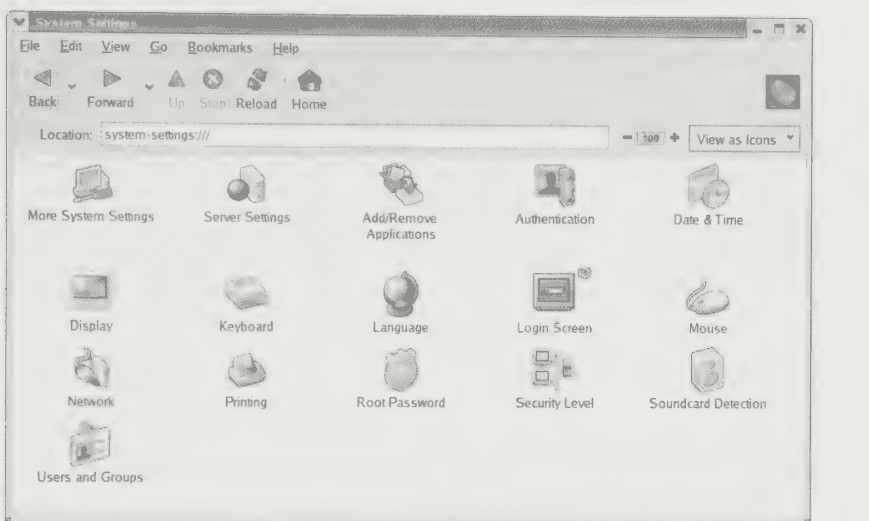 System Settings
File Edit View Go Bookmarks Help
Back Forward Up Stop Reload Home
Location: system-settings:/// 100 View as Icons
More System Settings Server Settings Add/Remove Applications Authentication Date & Time
Display Keyboard Language Login Screen Mouse
Network Printing Root Password Security Level Soundcard Detection
Users and Groups